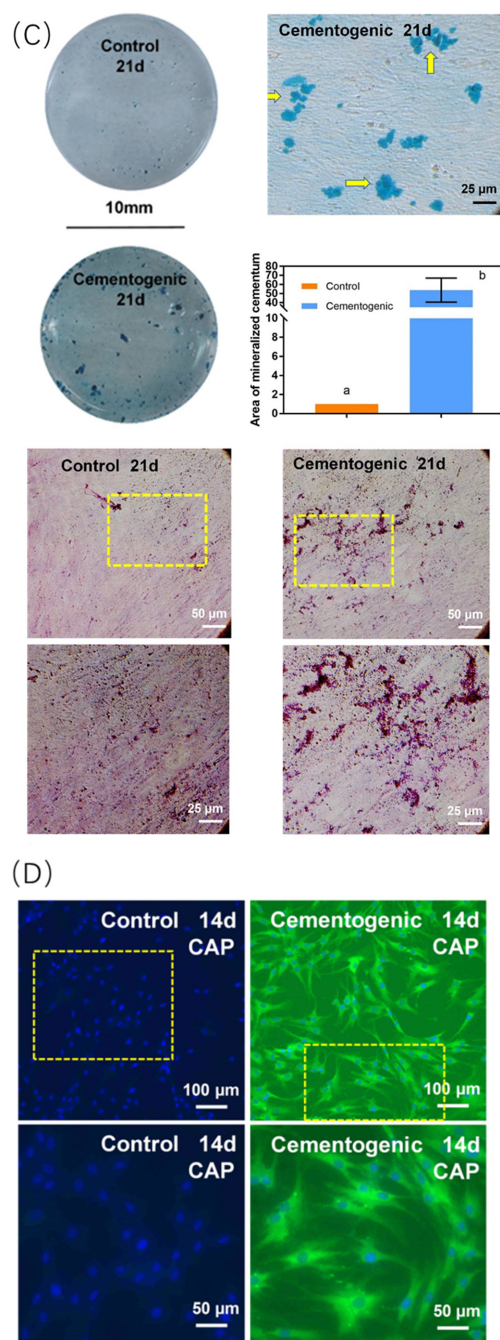 (C)
Control
21d
Cementogenic 21d
25 µm
10mm
Cementogenic
21d
Area of mineralized cementum
80
70
60
50
40
10
8
6
4
2
0
Control
Cementogenic
a
b
Control 21d
50 µm
Cementogenic 21d
50 µm
25 µm
25 µm
(D)
Control 14d
CAP
100 µm
Cementogenic 14d
CAP
100 µm
Control 14d
CAP
50 µm
Cementogenic 14d
CAP
50 µm